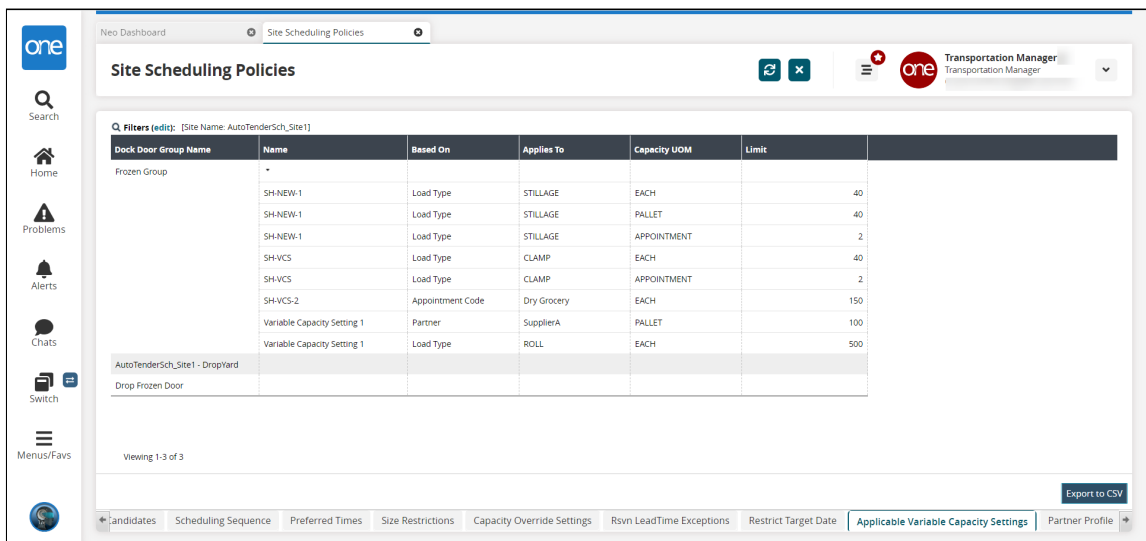 Neo Dashboard
Site Scheduling Policies
one
Site Scheduling Policies
one
Transportation Manager
Transportation Manager
Search
Home
Problems
Alerts
Chats
Switch
Menus/Favs
Filters (edit): [Site Name: AutoTenderSch_Site1]
Dock Door Group Name Name Based On Applies To Capacity UOM Limit
Frozen Group
SH-NEW-1 Load Type STILLAGE EACH 40
SH-NEW-1 Load Type STILLAGE PALLET 40
SH-NEW-1 Load Type STILLAGE APPOINTMENT 2
SH-VCS Load Type CLAMP EACH 40
SH-VCS Load Type CLAMP APPOINTMENT 2
SH-VCS-2 Appointment Code Dry Grocery EACH 150
Variable Capacity Setting 1 Partner SupplierA PALLET 100
Variable Capacity Setting 1 Load Type ROLL EACH 500
AutoTenderSch_Site1 - DropYard
Drop Frozen Door
Viewing 1-3 of 3
Export to CSV
Candidates Scheduling Sequence Preferred Times Size Restrictions Capacity Override Settings Rsvn LeadTime Exceptions Restrict Target Date Applicable Variable Capacity Settings Partner Profile